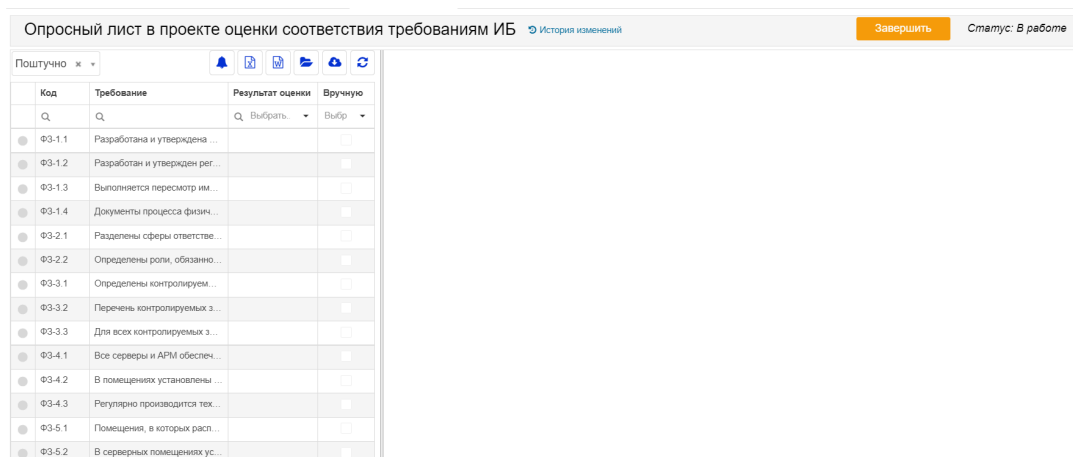 Опросный лист в проекте оценки соответствия требованиям ИБ История изменений Завершить Статус: В работе
Поштучно × 
Код Требование Результат оценки Вручную
Выбрать. Выбр
ФЗ-1.1 Разработана и утверждена ...
ФЗ-1.2 Разработан и утвержден рег...
ФЗ-1.3 Выполняется пересмотр им...
ФЗ-1.4 Документы процесса физич...
ФЗ-2.1 Разделены сферы ответстве...
ФЗ-2.2 Определены роли, обязанно...
ФЗ-3.1 Определены контролируем...
ФЗ-3.2 Перечень контролируемых з...
ФЗ-3.3 Для всех контролируемых з...
ФЗ-4.1 Все серверы и АРМ обеспеч...
ФЗ-4.2 В помещениях установлены ...
ФЗ-4.3 Регулярно производится тех...
ФЗ-5.1 Помещения, в которых расп...
ФЗ-5.2 В серверных помещениях ус...